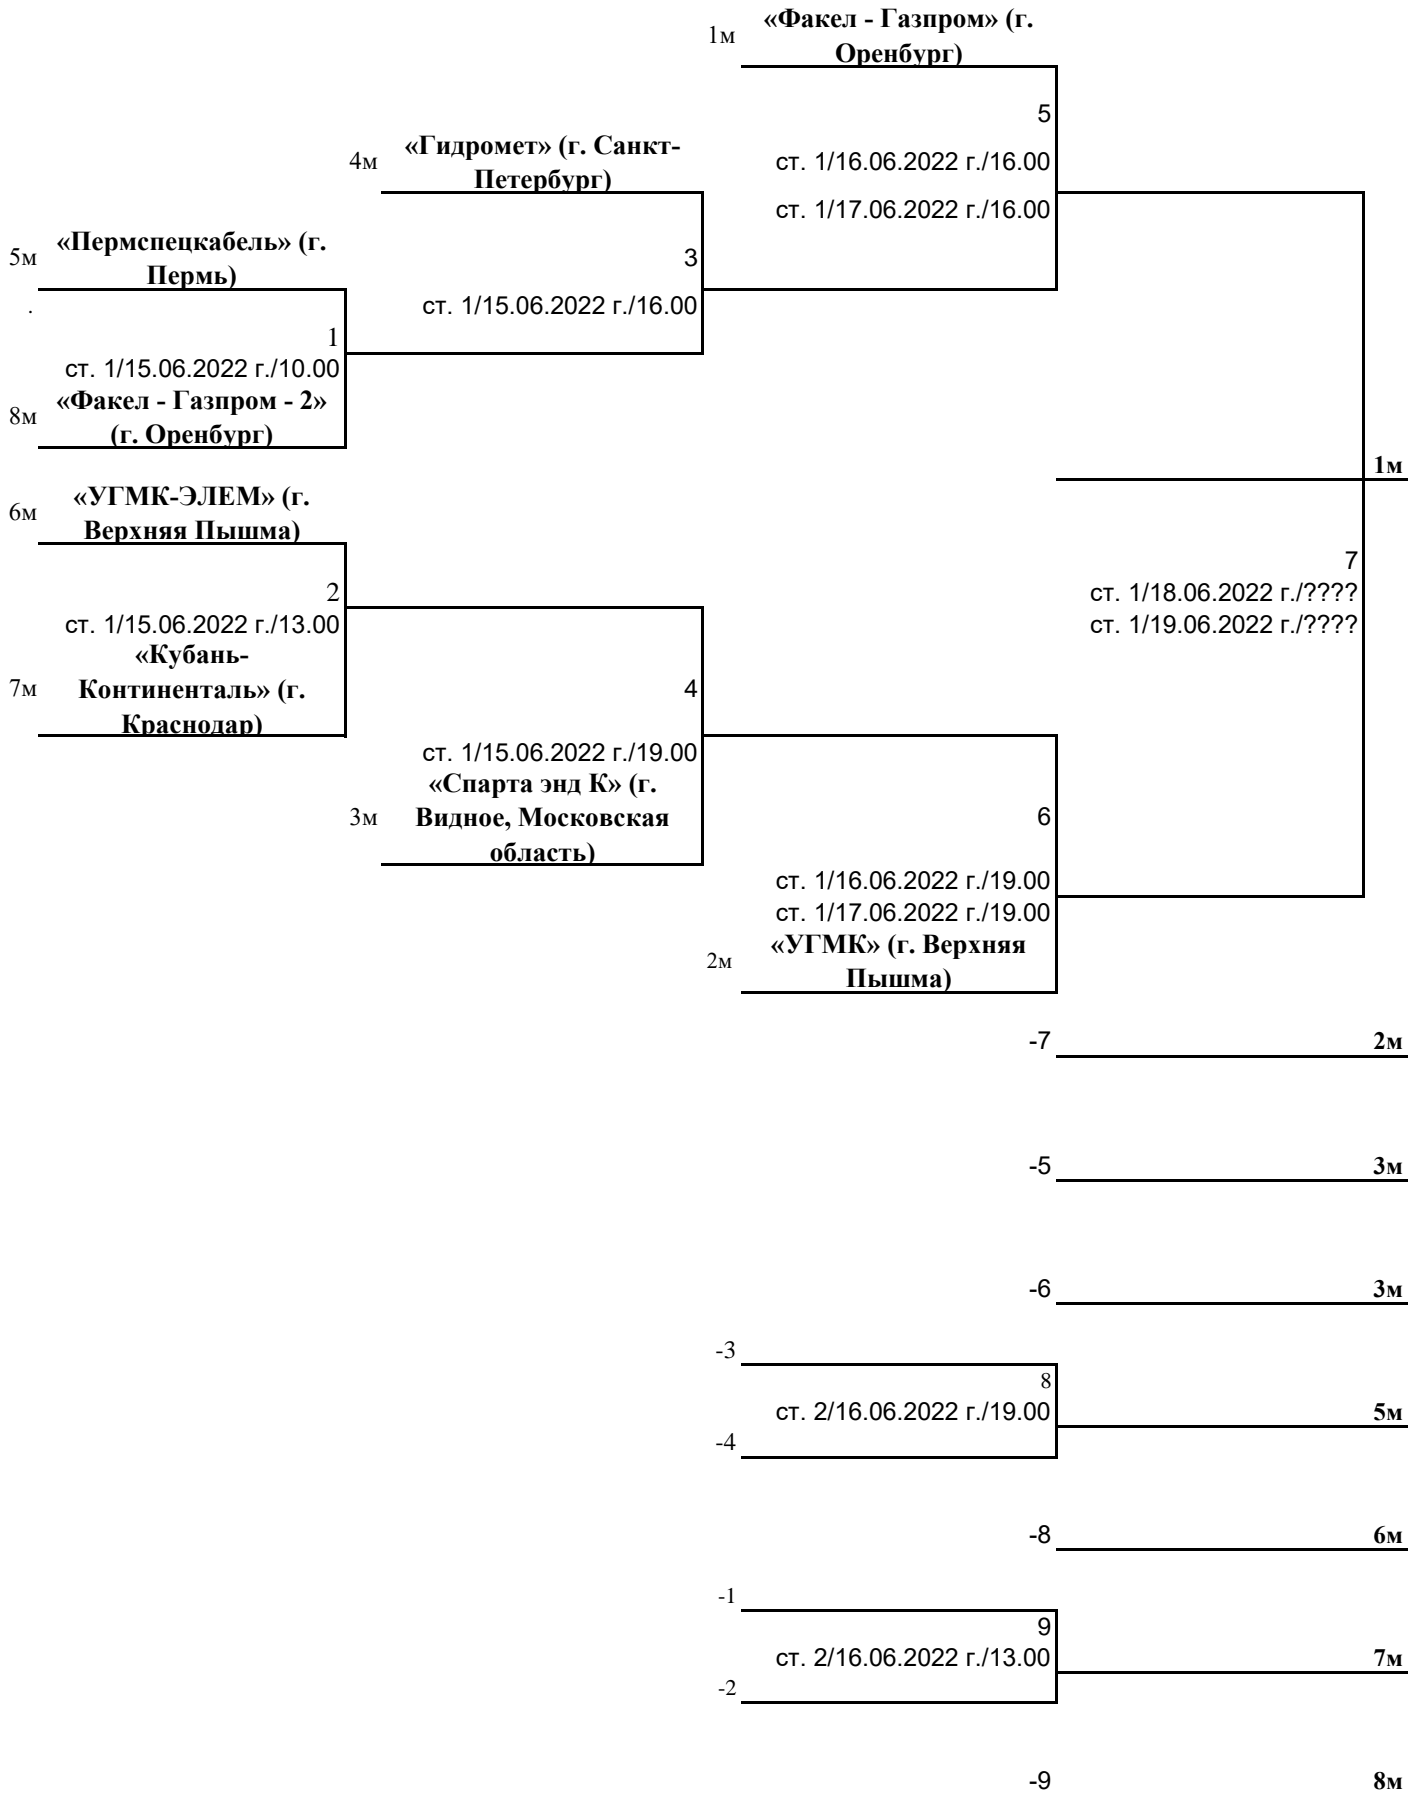 «Факел - Газпром» (г.
1м
Оренбург)
5
«Гидромет» (г. Санкт-
4м
Петербург)
ст. 1/16.06.2022 г./16.00
ст. 1/17.06.2022 г./16.00
«Пермспецкабель» (г.
5м
Пермь)
3
.
ст. 1/15.06.2022 г./16.00
1
ст. 1/15.06.2022 г./10.00
«Факел - Газпром - 2»
8м
(г. Оренбург)
1м
«УГМК-ЭЛЕМ» (г.
6м
Верхняя Пышма)
7
2
ст. 1/18.06.2022 г./????
ст. 1/15.06.2022 г./13.00
ст. 1/19.06.2022 г./????
«Кубань-
7м
Континенталь» (г.
Краснодар)
4
ст. 1/15.06.2022 г./19.00
«Спарта энд К» (г.
3м
Видное, Московская
область)
6
ст. 1/16.06.2022 г./19.00
ст. 1/17.06.2022 г./19.00
«УГМК» (г. Верхняя
2м
Пышма)
-7
2м
-5
3м
-6
3м
-3
8
ст. 2/16.06.2022 г./19.00
5м
-4
-8
6м
-1
9
ст. 2/16.06.2022 г./13.00
7м
-2
-9
8м